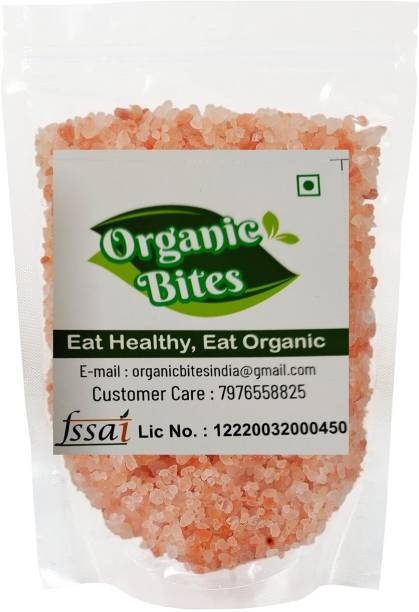 Organic
Bites
Eat Healthy, Eat Organic
E-mail : organicbitesindia@gmail.com
Customer Care : 7976558825
fssai Lic No. : 12220032000450